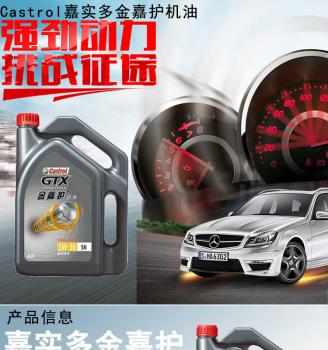 Castrol嘉实多金嘉护机油
强劲动力
挑战征途
Castrol
GTX
金嘉护
5W-30 SN
S·HA6302
产品信息
嘉实多金嘉护